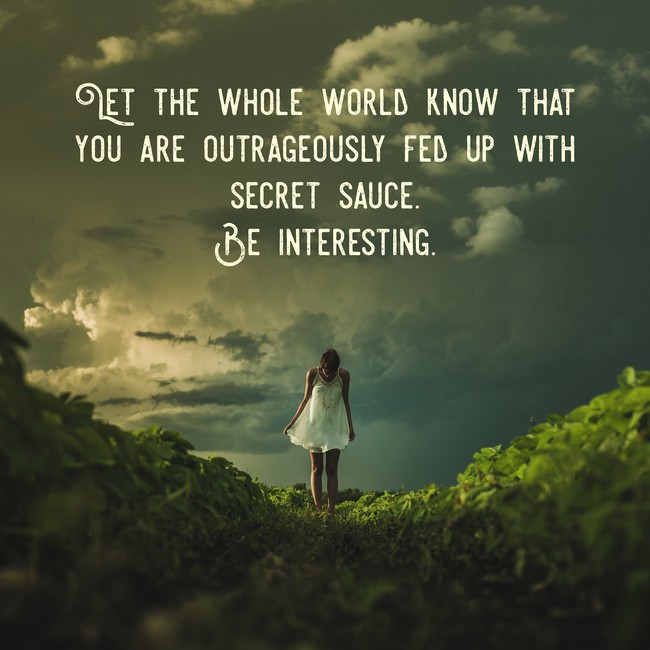 Let the whole world know that
you are outrageously fed up with
secret sauce.
Be interesting.